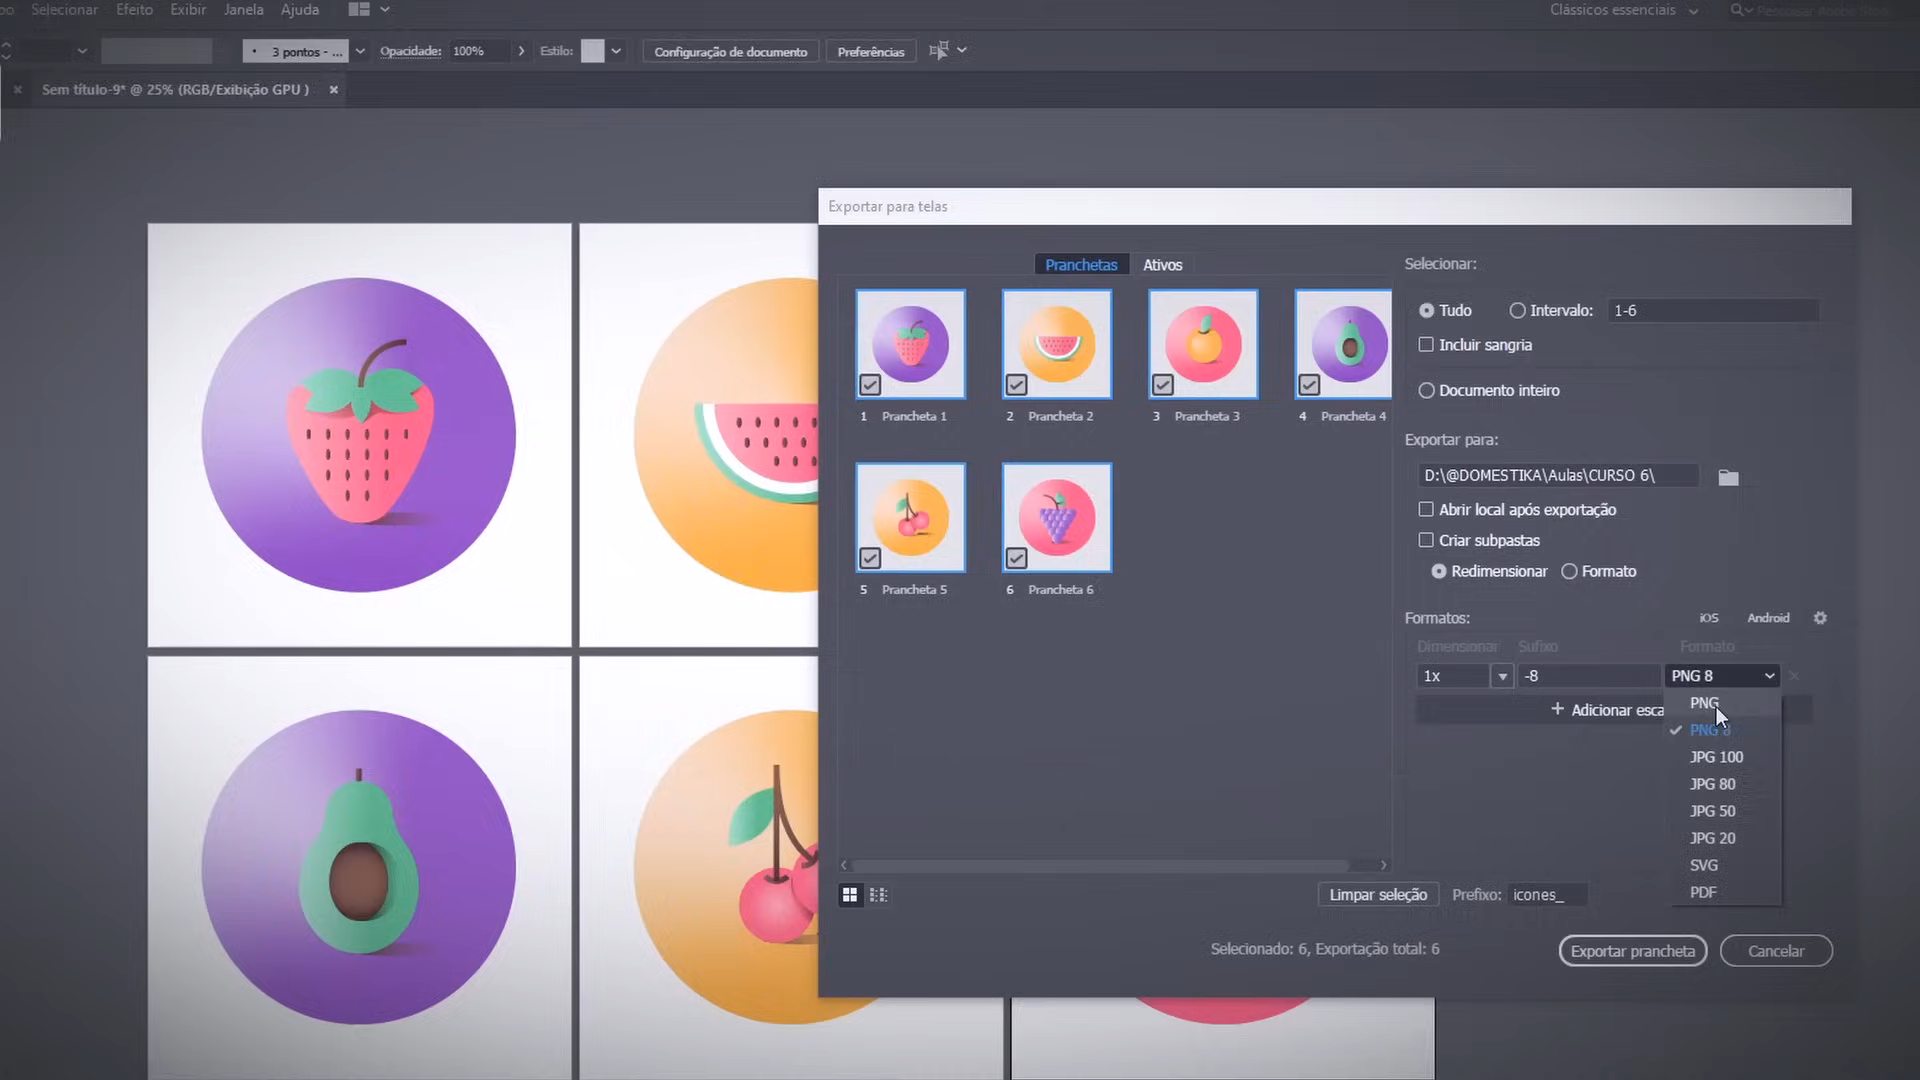 Selecionar Efeito Exibir Janela Ajuda
Clássicos essenciais
3 pontos - ... Opacidade: 100% Estilo: Configuração de documento Preferências
Sem título-9* @ 25% (RGB/Exibição GPU )
Exportar para telas
Pranchetas Ativos
1 Prancheta 1
2 Prancheta 2
3 Prancheta 3
4 Prancheta 4
5 Prancheta 5
6 Prancheta 6
Selecionar:
Tudo Intervalo: 1-6
Incluir sangria
Documento inteiro
Exportar para:
D:\@DOMESTIKA\Aulas\CURSO 6\
Abrir local após exportação
Criar subpastas
Redimensionar Formato
Formatos: iOS Android
Dimensionar Sufixo Formato
1x -8 PNG 8
+ Adicionar esca
PNG
PNG 8
JPG 100
JPG 80
JPG 50
JPG 20
SVG
PDF
Limpar seleção Prefixo: icones_
Selecionado: 6, Exportação total: 6
Exportar prancheta Cancelar